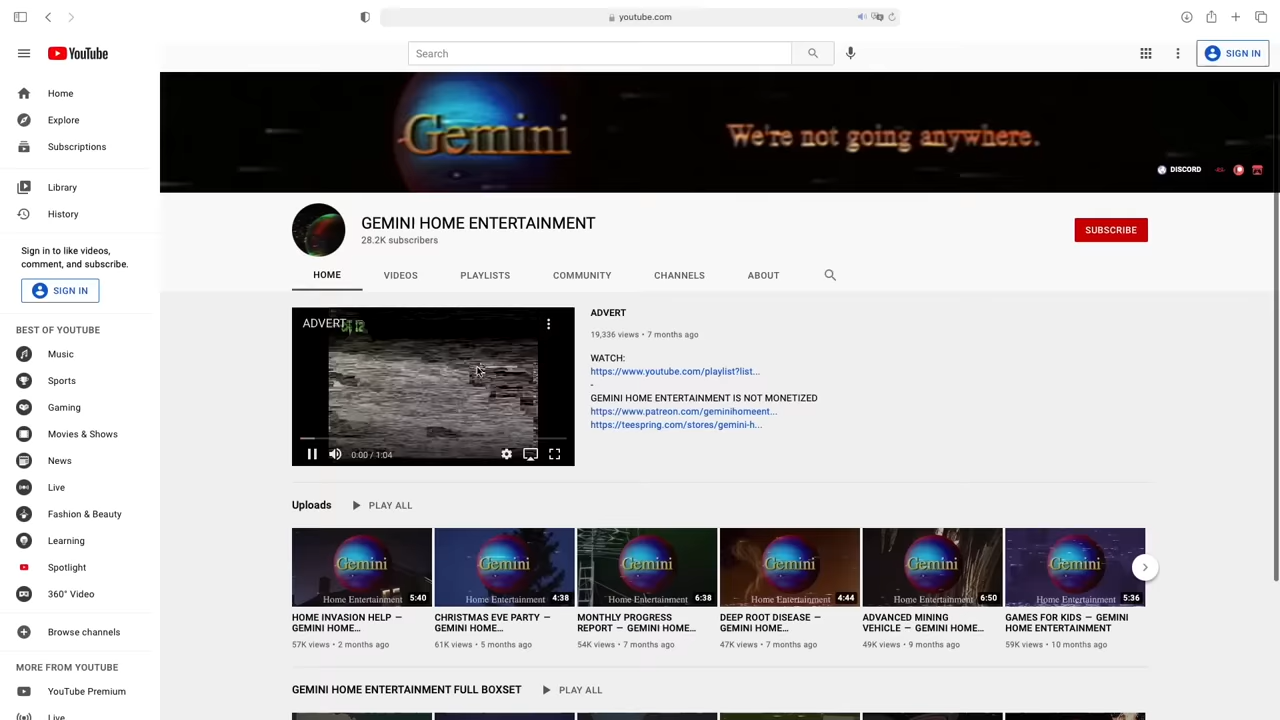 youtube.com
YouTube
Search
SIGN IN
Home
Explore
Subscriptions
Library
History
Sign in to like videos,
comment, and subscribe.
SIGN IN
BEST OF YOUTUBE
Music
Sports
Gaming
Movies & Shows
News
Live
Fashion & Beauty
Learning
Spotlight
360° Video
Browse channels
MORE FROM YOUTUBE
YouTube Premium
Live
Gemini
We're not going anywhere.
DISCORD
GEMINI HOME ENTERTAINMENT
28.2K subscribers
SUBSCRIBE
HOME VIDEOS PLAYLISTS COMMUNITY CHANNELS ABOUT
ADVERT
0:00 / 1:04
ADVERT
19,336 views • 7 months ago
WATCH:
https://www.youtube.com/playlist?list...
-
GEMINI HOME ENTERTAINMENT IS NOT MONETIZED
https://www.patreon.com/geminihomeent...
https://teespring.com/stores/gemini-h...
Uploads PLAY ALL
Gemini
Home Entertainment
5:40
HOME INVASION HELP —
GEMINI HOME...
57K views • 2 months ago
Gemini
Home Entertainment
4:38
CHRISTMAS EVE PARTY —
GEMINI HOME...
61K views • 5 months ago
Gemini
Home Entertainment
6:38
MONTHLY PROGRESS
REPORT — GEMINI HOME...
54K views • 7 months ago
Gemini
Home Entertainment
4:44
DEEP ROOT DISEASE —
GEMINI HOME...
47K views • 7 months ago
Gemini
Home Entertainment
6:50
ADVANCED MINING
VEHICLE — GEMINI HOME...
49K views • 9 months ago
Gemini
Home Entertainment
5:36
GAMES FOR KIDS — GEMINI
HOME ENTERTAINMENT
59K views • 10 months ago
GEMINI HOME ENTERTAINMENT FULL BOXSET PLAY ALL